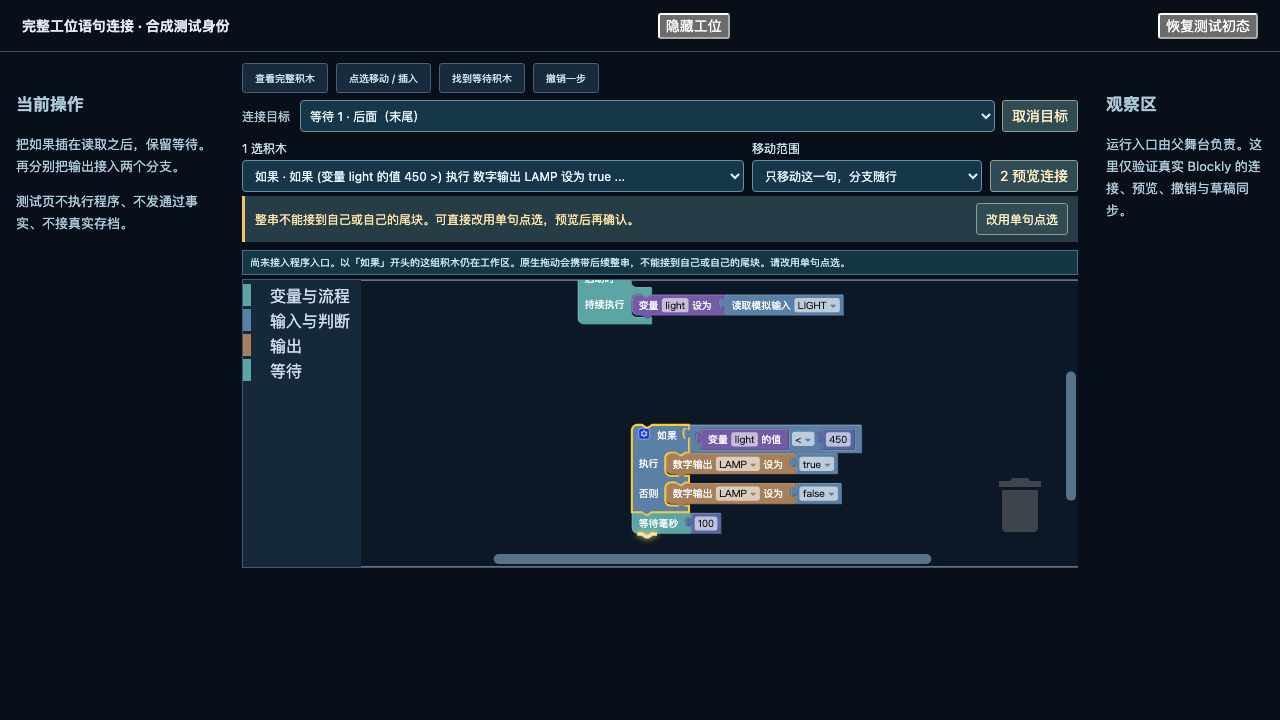 完整工位语句连接 · 合成测试身份
隐藏工位
恢复测试初态
当前操作
把如果插在读取之后，保留等待。
再分别把输出接入两个分支。
测试页不执行程序、不发通过事
实、不接真实存档。
查看完整积木
点选移动 / 插入
找到等待积木
撤销一步
连接目标
等待 1 · 后面（末尾）
取消目标
1 选积木
移动范围
如果 · 如果 (变量 light 的值 450 >) 执行 数字输出 LAMP 设为 true ...
只移动这一句，分支随行
2 预览连接
整串不能接到自己或自己的尾块。可直接改用单句点选，预览后再确认。
改用单句点选
尚未接入程序入口。以「如果」开头的这组积木仍在工作区。原生拖动会携带后续整串，不能接到自己或自己的尾块。请改用单句点选。
变量与流程
输入与判断
输出
等待
持续执行 变量 light 设为 读取模拟输入 LIGHT
如果 变量 light 的值 < 450
执行 数字输出 LAMP 设为 true
否则 数字输出 LAMP 设为 false
等待毫秒 100
观察区
运行入口由父舞台负责。这
里仅验证真实 Blockly 的连
接、预览、撤销与草稿同
步。